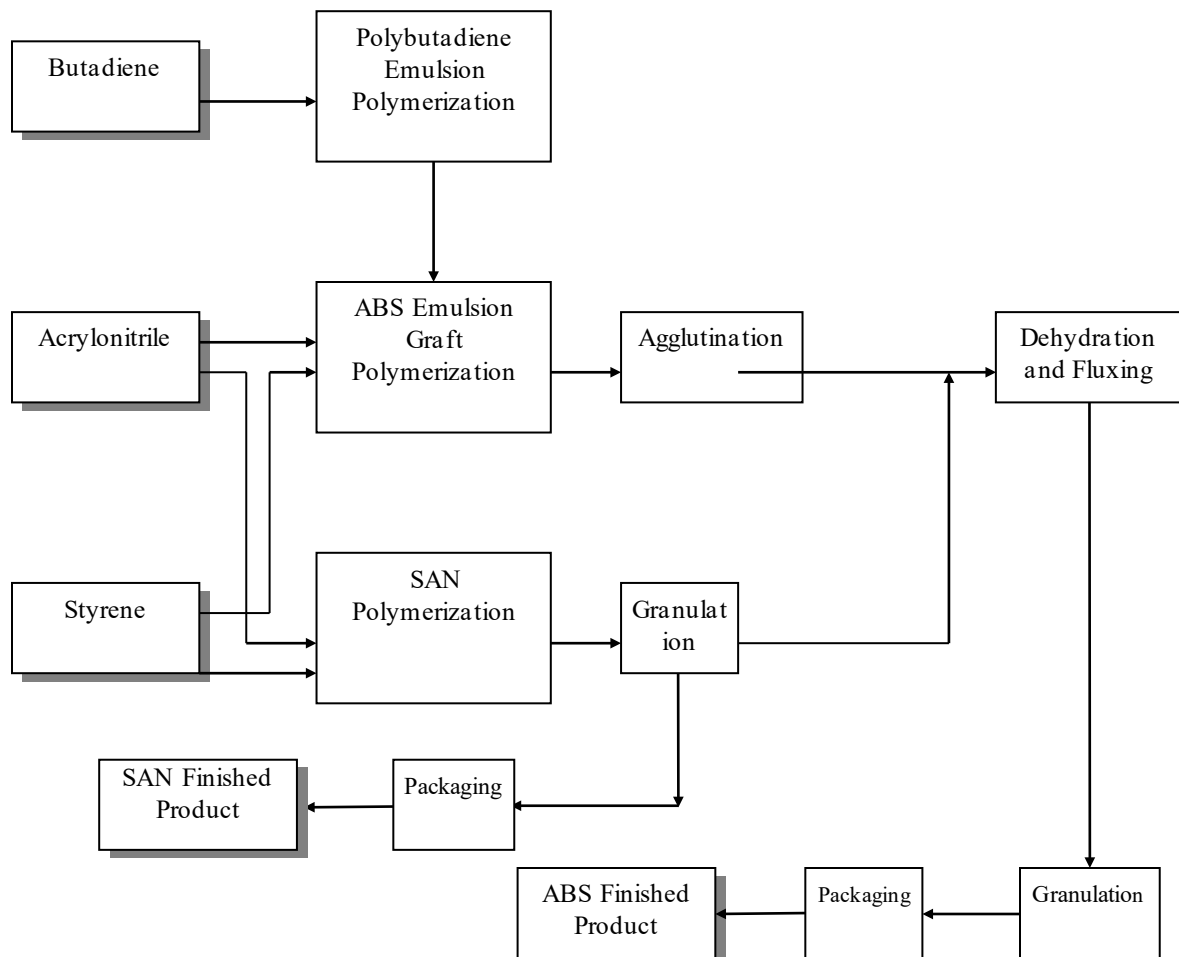 Butadiene
Polybutadiene
Emulsion
Polymerization
Acrylonitrile
ABS Emulsion
Graft
Polymerization
Agglutination
Dehydration
and Fluxing
Styrene
SAN
Polymerization
Granulat
ion
SAN Finished
Product
Packaging
ABS Finished
Product
Packaging
Granulation